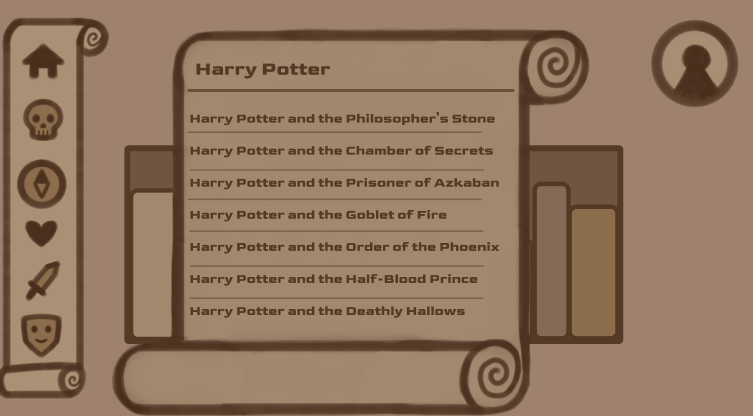 Harry Potter
Harry Potter and the Philosopher's Stone
Harry Potter and the Chamber of Secrets
Harry Potter and the Prisoner of Azkaban
Harry Potter and the Goblet of Fire
Harry Potter and the Order of the Phoenix
Harry Potter and the Half-Blood Prince
Harry Potter and the Deathly Hallows